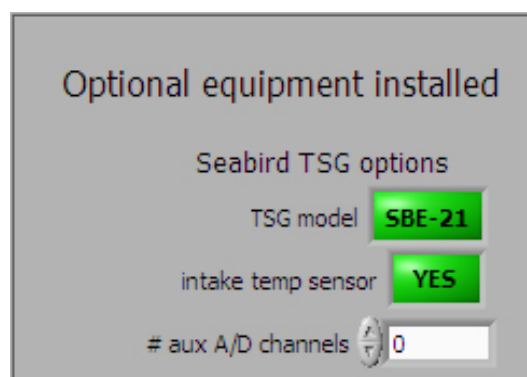 Optional equipment installed
Seabird TSG options
TSG model SBE-21
intake temp sensor YES
# aux A/D channels 0